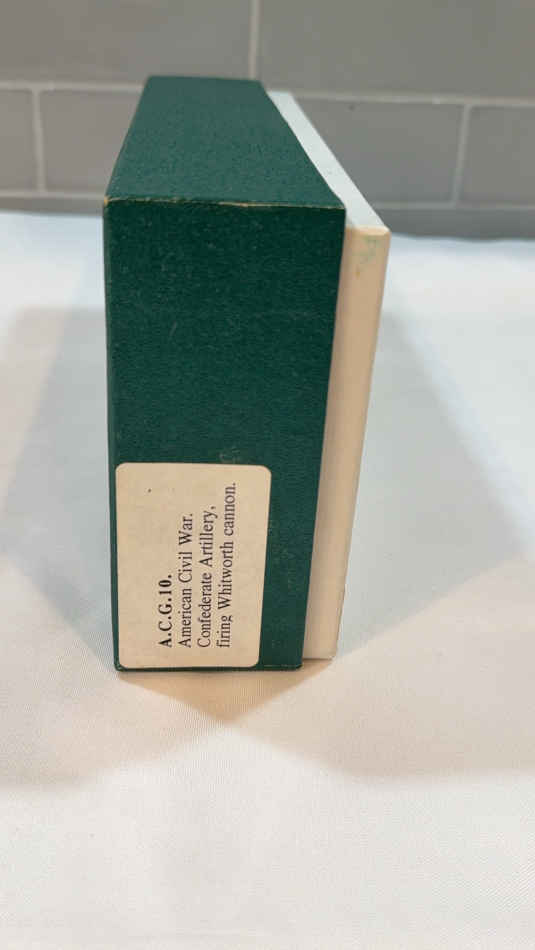 A.C.G.10.
American Civil War.
Confederate Artillery,
firing Whitworth cannon.